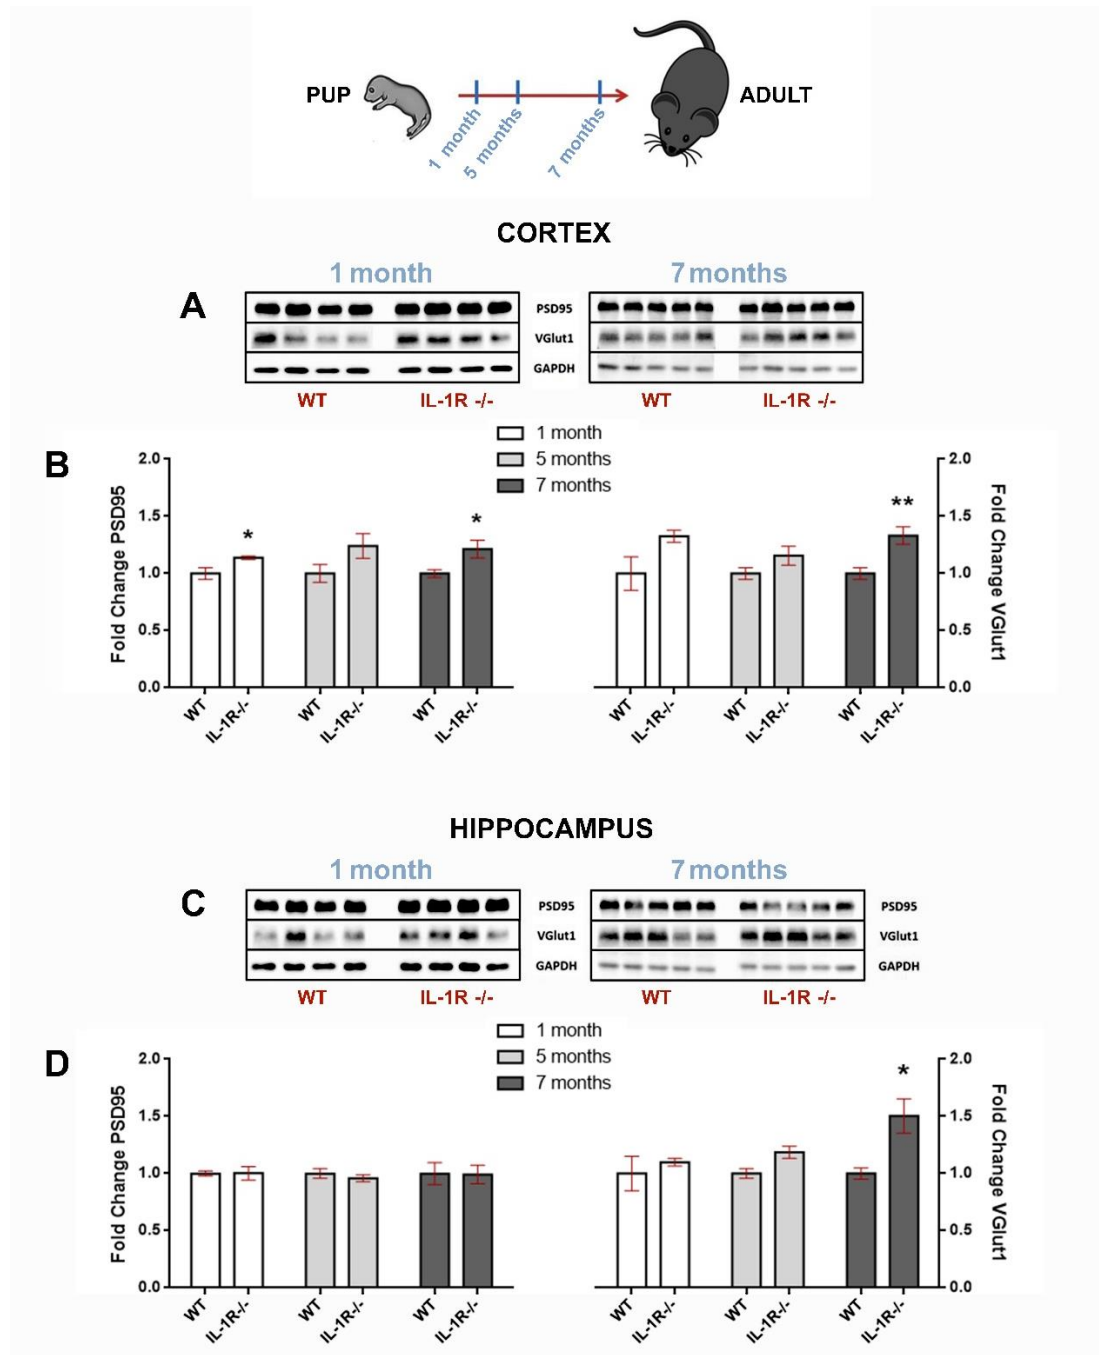 PUP
ADULT
1 month
5 months
7 months
CORTEX
1 month
7 months
A
PSD95
VGlut1
GAPDH
WT
IL-1R -/-
WT
IL-1R -/-
B
1 month
5 months
7 months
Fold Change PSD95
2.0
1.5
1.0
0.5
0.0
*
*
WT
IL-1R-/-
WT
IL-1R-/-
WT
IL-1R-/-
**
2.0
1.5
1.0
0.5
0.0
Fold Change VGlut1
WT
IL-1R-/-
WT
IL-1R-/-
WT
IL-1R-/-
HIPPOCAMPUS
1 month
7 months
C
PSD95
VGlut1
GAPDH
PSD95
VGlut1
GAPDH
WT
IL-1R -/-
WT
IL-1R -/-
D
1 month
5 months
7 months
Fold Change PSD95
2.0
1.5
1.0
0.5
0.0
WT
IL-1R-/-
WT
IL-1R-/-
WT
IL-1R-/-
*
2.0
1.5
1.0
0.5
0.0
Fold Change VGlut1
WT
IL-1R-/-
WT
IL-1R-/-
WT
IL-1R-/-